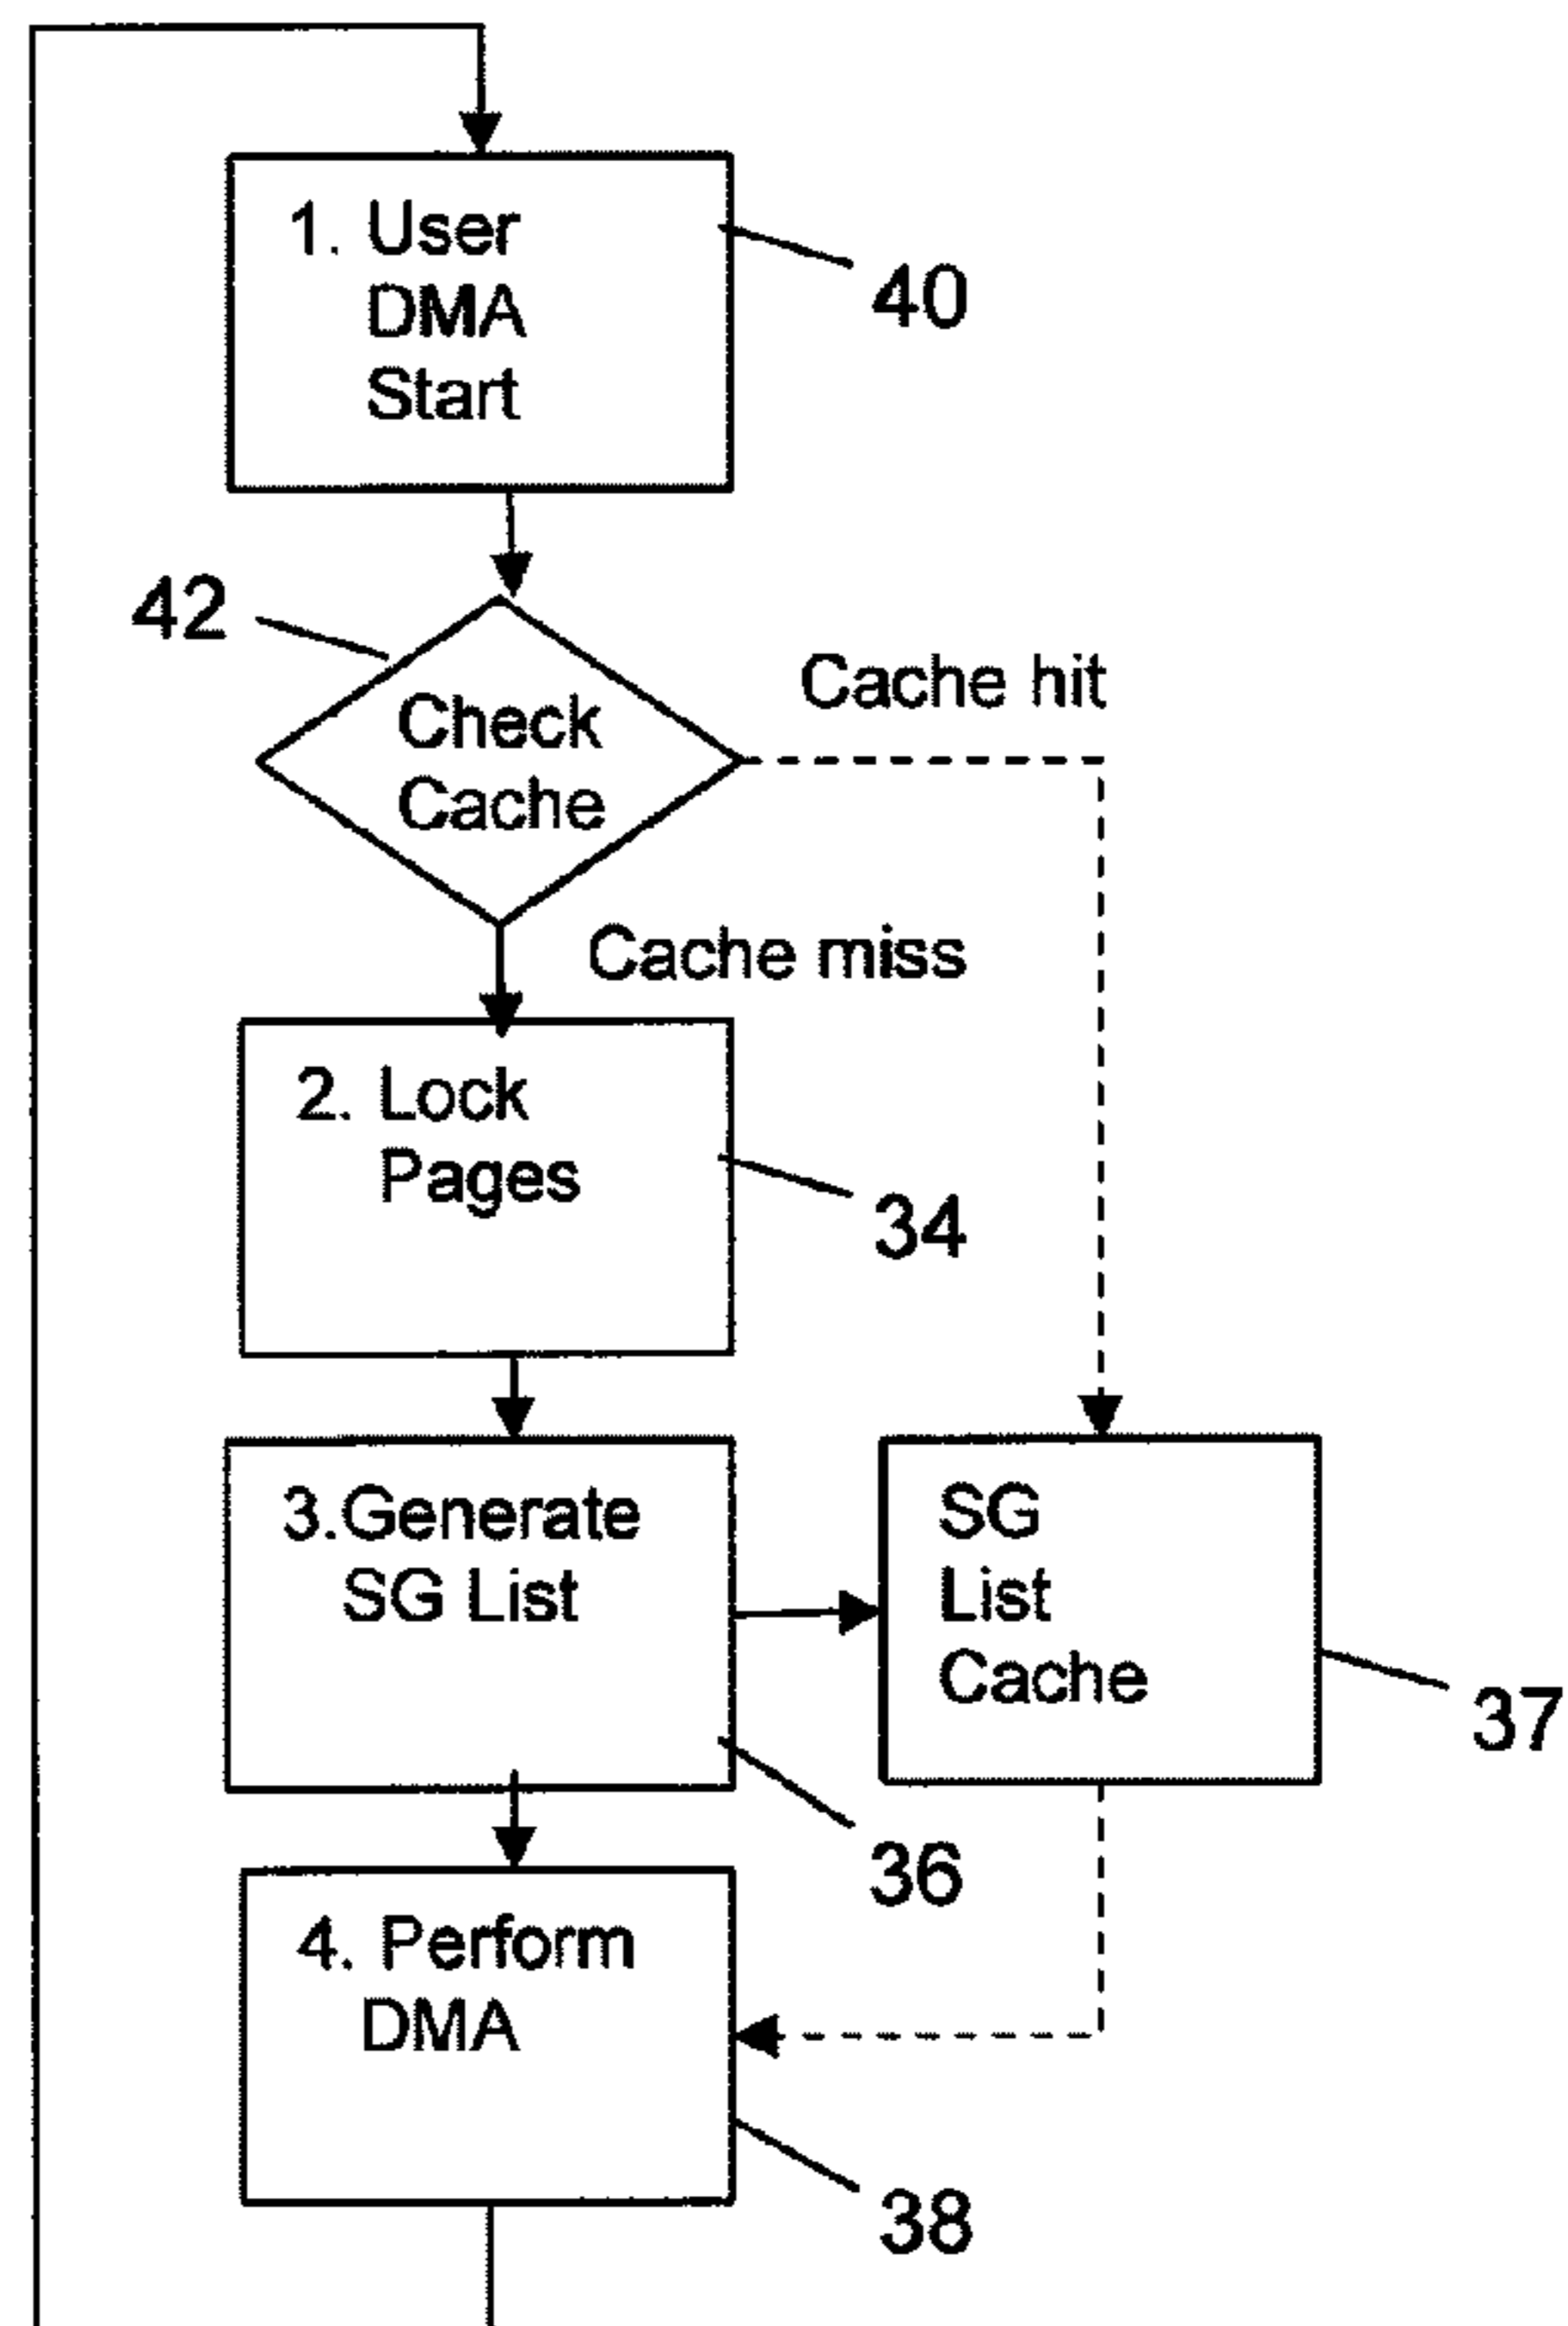 1. User
DMA
Start
40
42
Check
Cache
Cache hit
Cache miss
2. Lock
Pages
34
3.Generate
SG List
36
SG
List
Cache
37
4. Perform
DMA
38